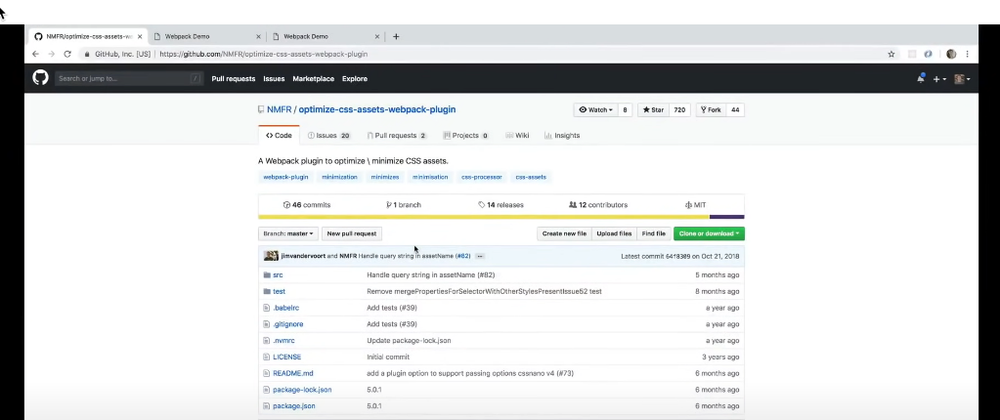 NMFR/optimize-css-assets-we
Webpack Demo
Webpack Demo
GitHub, Inc. [US] | https://github.com/NMFR/optimize-css-assets-webpack-plugin
Search or jump to... /
Pull requests Issues Marketplace Explore
NMFR / optimize-css-assets-webpack-plugin
Watch 8 Star 720 Fork 44
Code Issues 20 Pull requests 2 Projects 0 Wiki Insights
A Webpack plugin to optimize \ minimize CSS assets.
webpack-plugin minimization minimizes minimisation css-processor css-assets
46 commits 1 branch 14 releases 12 contributors MIT
Branch: master New pull request Create new file Upload files Find file Clone or download
jimvandervoort and NMFR Handle query string in assetName (#82) ... Latest commit 64f8309 on Oct 21, 2018
src Handle query string in assetName (#82) 5 months ago
test Remove mergePropertiesForSelectorWithOtherStylesPresentIssue52 test 8 months ago
.babelrc Add tests (#39) a year ago
.gitignore Add tests (#39) a year ago
.nvmrc Update package-lock.json a year ago
LICENSE Initial commit 3 years ago
README.md add a plugin option to support passing options cssnano v4 (#73) 6 months ago
package-lock.json 5.0.1 6 months ago
package.json 5.0.1 6 months ago